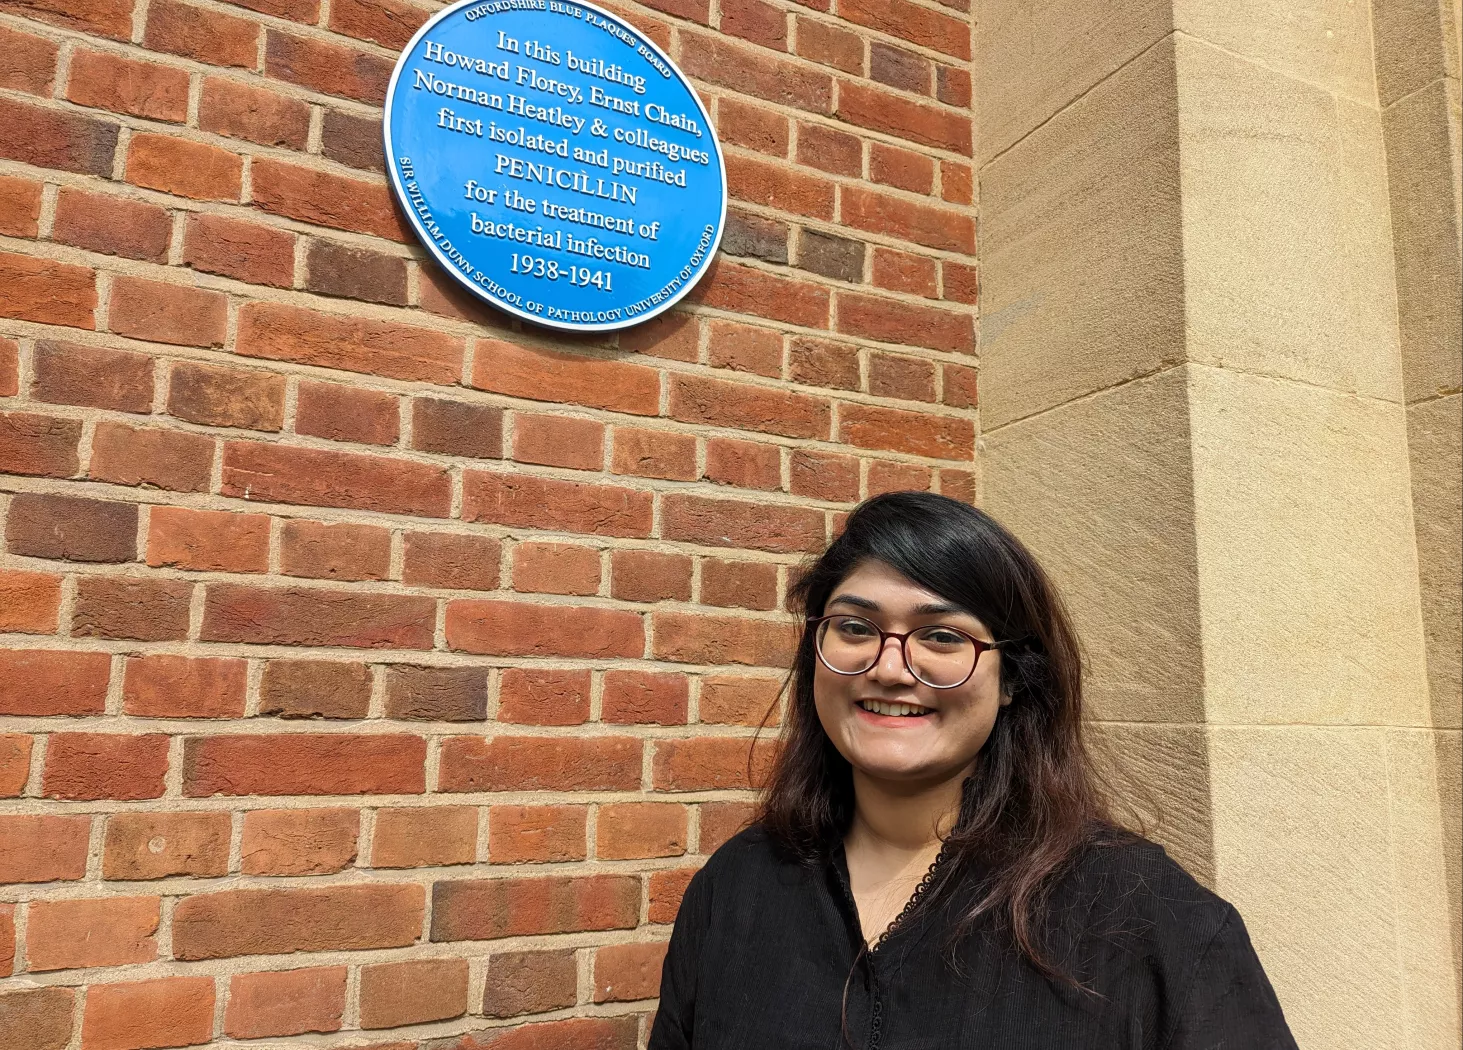 OXFORDSHIRE BLUE PLAQUES BOARD
In this building
Howard Florey, Ernst Chain,
Norman Heatley & colleagues
first isolated and purified
PENICILLIN
for the treatment of
bacterial infection
1938-1941
SIR WILLIAM DUNN SCHOOL OF PATHOLOGY UNIVERSITY OF OXFORD